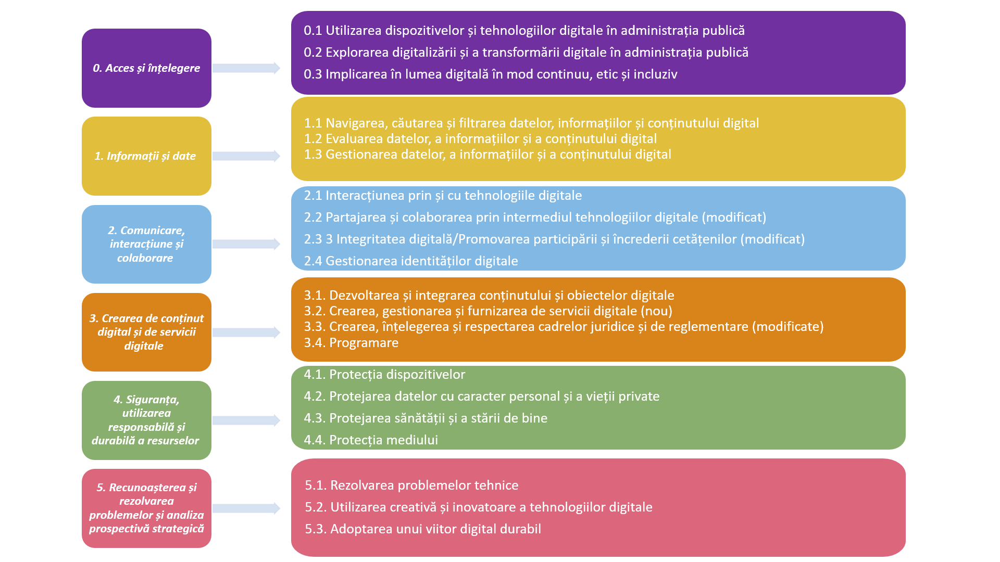 0. Acces și înțelegere
0.1 Utilizarea dispozitivelor și tehnologiilor digitale în administrația publică
0.2 Explorarea digitalizării și a transformării digitale în administrația publică
0.3 Implicarea în lumea digitală în mod continuu, etic și incluziv
1. Informații și date
1.1 Navigarea, căutarea și filtrarea datelor, informațiilor și conținutului digital
1.2 Evaluarea datelor, a informațiilor și a conținutului digital
1.3 Gestionarea datelor, a informațiilor și a conținutului digital
2. Comunicare,
interacțiune și
colaborare
2.1 Interacțiunea prin și cu tehnologiile digitale
2.2 Partajarea și colaborarea prin intermediul tehnologiilor digitale (modificat)
2.3 3 Integritatea digitală/Promovarea participării și încrederii cetățenilor (modificat)
2.4 Gestionarea identităților digitale
3. Crearea de conținut
digital și de servicii
digitale
3.1. Dezvoltarea și integrarea conținutului și obiectelor digitale
3.2. Crearea, gestionarea și furnizarea de servicii digitale (nou)
3.3. Crearea, înțelegerea și respectarea cadrelor juridice și de reglementare (modificate)
3.4. Programare
4. Siguranța,
utilizarea
responsabilă și
durabilă a resurselor
4.1. Protecția dispozitivelor
4.2. Protejarea datelor cu caracter personal și a vieții private
4.3. Protejarea sănătății și a stării de bine
4.4. Protecția mediului
5. Recunoașterea și
rezolvarea
problemelor și analiza
prospectivă strategică
5.1. Rezolvarea problemelor tehnice
5.2. Utilizarea creativă și inovatoare a tehnologiilor digitale
5.3. Adoptarea unui viitor digital durabil